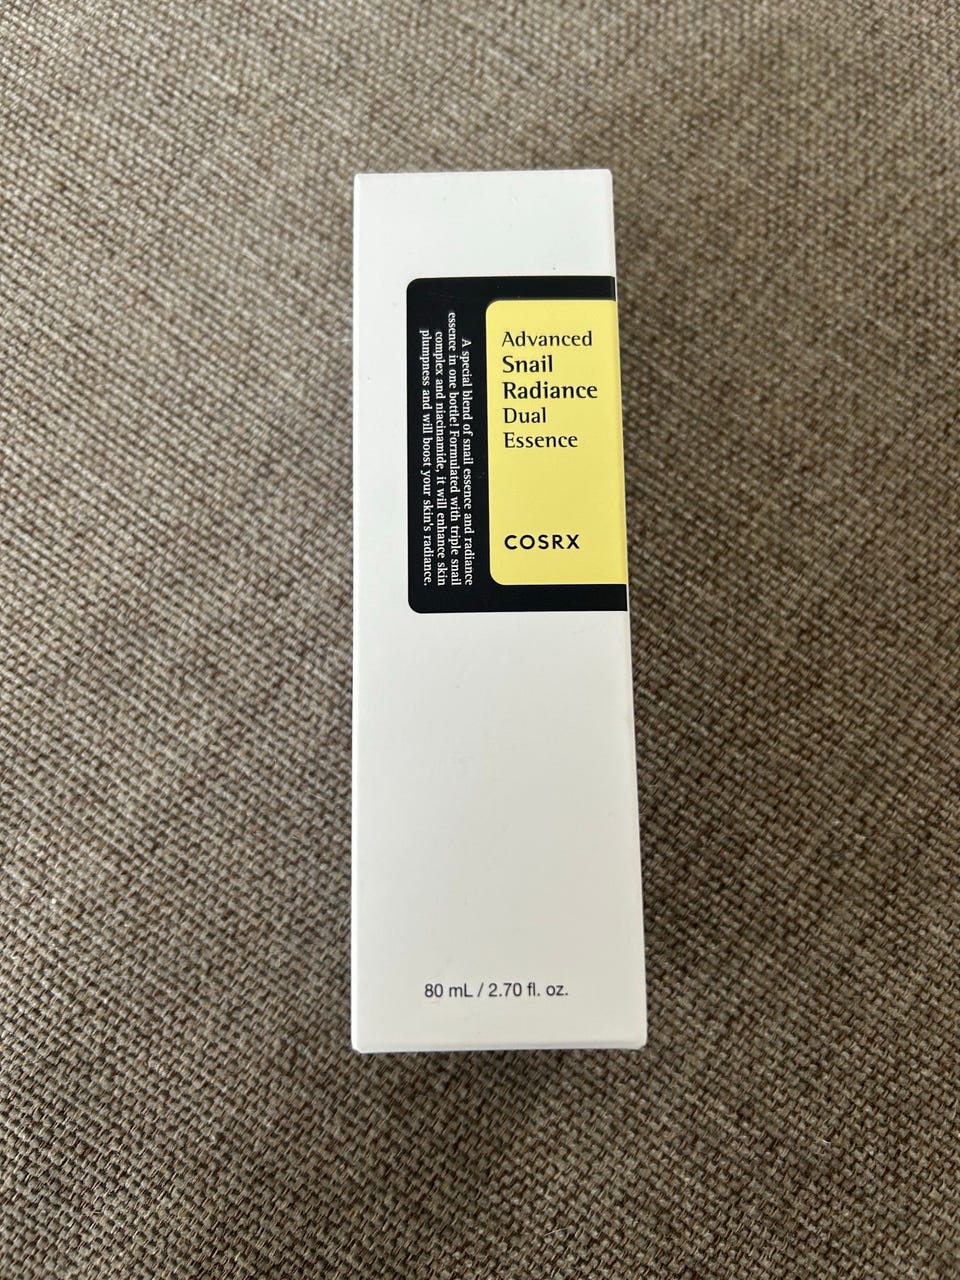 Advanced
Snail
Radiance
Dual
Essence
COSRX
A special blend of snail essence and radiance
essence in one bottle! Formulated with triple snail
complex and niacinamide, it will enhance skin
plumpness and will boost your skin's radiance.
80 mL / 2.70 fl. oz.